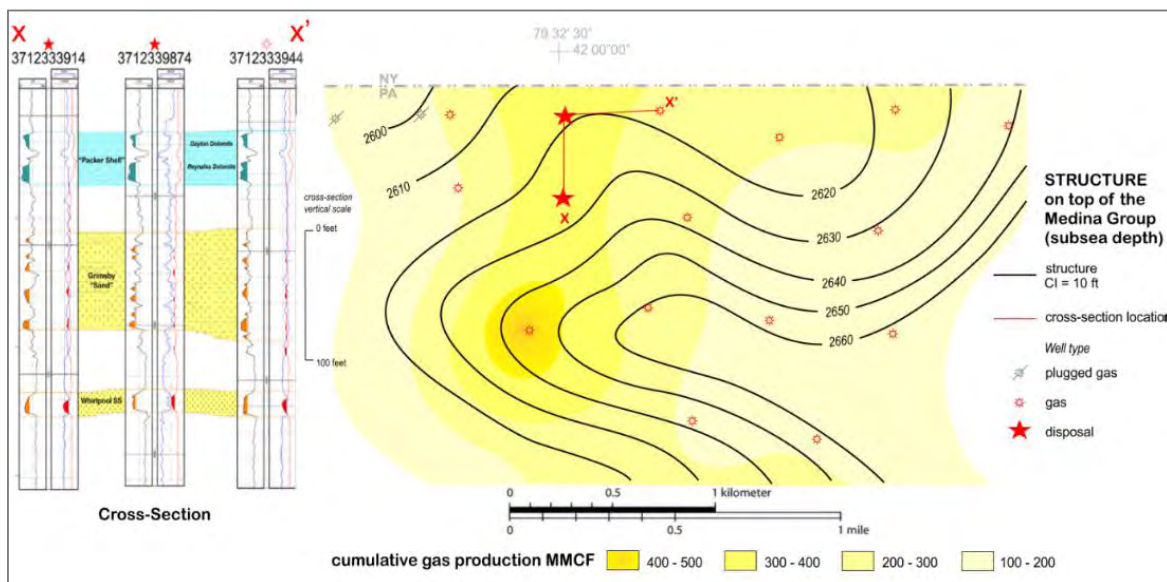 X
X'
3712333914
3712339874
3712333944
"Packer Shell"
Dayton Dolomite
Reynales Dolomite
Grimsby
"Sand"
Whirlpool SS
cross-section
vertical scale
0 feet
100 feet
Cross-Section
79 32' 30"
42 00"00"
NY
PA
X'
X
2600
2610
2620
2630
2640
2650
2660
STRUCTURE
on top of the
Medina Group
(subsea depth)
structure
CI = 10 ft
cross-section location
Well type
plugged gas
gas
disposal
0
0.5
1 kilometer
0
0.5
1 mile
cumulative gas production MMCF
400 - 500
300 - 400
200 - 300
100 - 200